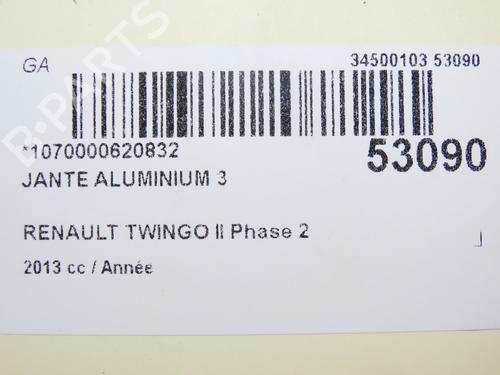 GA
34500103 53090
*1070000620832
53090
JANTE ALUMINIUM 3
RENAULT TWINGO II Phase 2
2013 cc / Année
B-PARTS